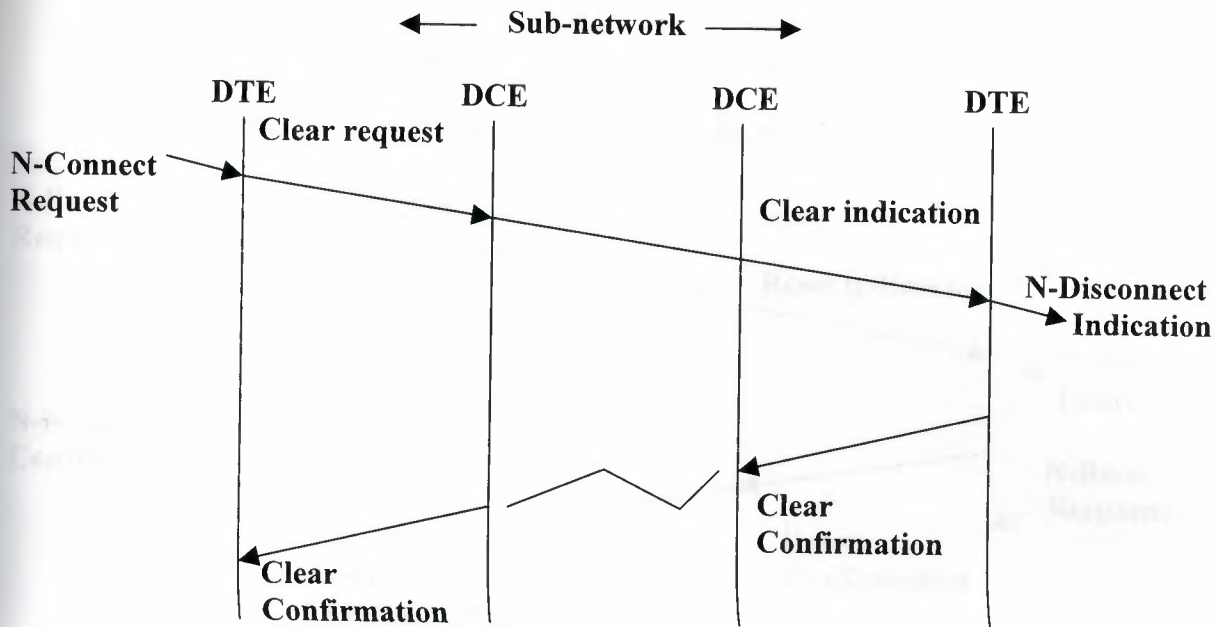 Sub-network
DTE
DCE
DCE
DTE
Clear request
N-Connect
Request
Clear indication
N-Disconnect
Indication
Clear
Confirmation
Clear
Confirmation